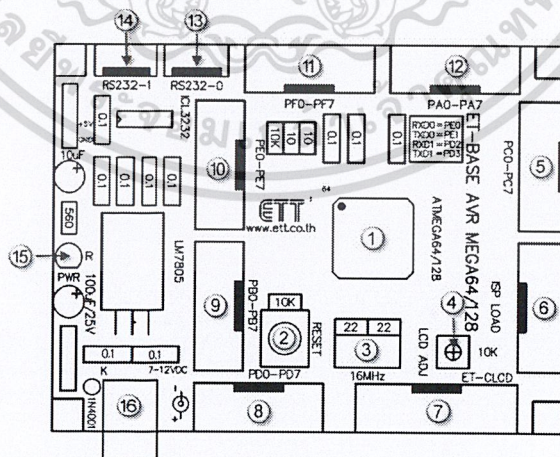 14
13
11
12
RS232-1
RS232-0
PF0-PF7
PA0-PA7
+5V
GND
0.1
ICL3232
10K
10
10
0.1
0.1
0.1
RXD0=PE0
TXD0=PE1
RXD1=PD2
TXD1=PD3
ET-BASE AVR MEGA64/128
PC0-PC7
5
10uF
0.1
0.1
0.1
0.1
10
PE0-PE7
64
ETT
www.ett.co.th
1
ATMEGA64/128
560
15
R
PWR
100uF/25V
LM7805
9
PB0-PB7
10K
2
RESET
22
22
3
16MHz
4
LCD ADJ
10K
ISP LOAD
6
0.1
0.1
K
7-12VDC
1N4001
16
-
+
PD0-PD7
8
7
ET-CLCD